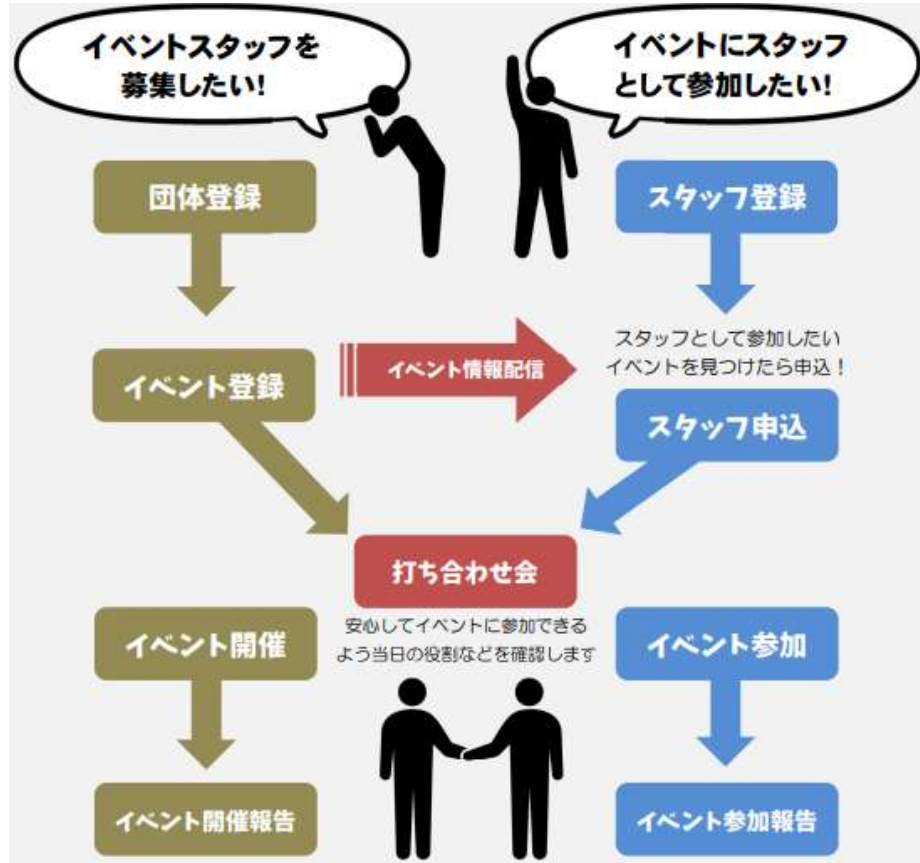 イベントスタッフを
募集したい!
イベントにスタッフ
として参加したい!
団体登録
スタッフ登録
イベント登録
イベント情報配信
スタッフとして参加したい
イベントを見つけたら申込!
スタッフ申込
打ち合わせ会
安心してイベントに参加できる
よう当日の役割などを確認します
イベント開催
イベント参加
イベント開催報告
イベント参加報告